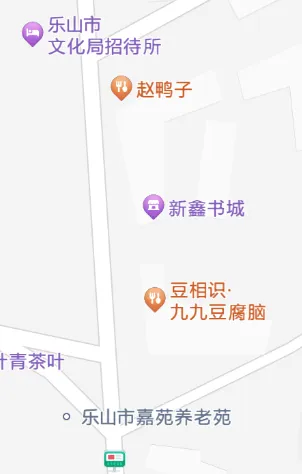 乐山市
文化局招待所
赵鸭子
新鑫书城
豆相识·
九九豆腐脑
叶青茶叶
乐山市嘉苑养老苑